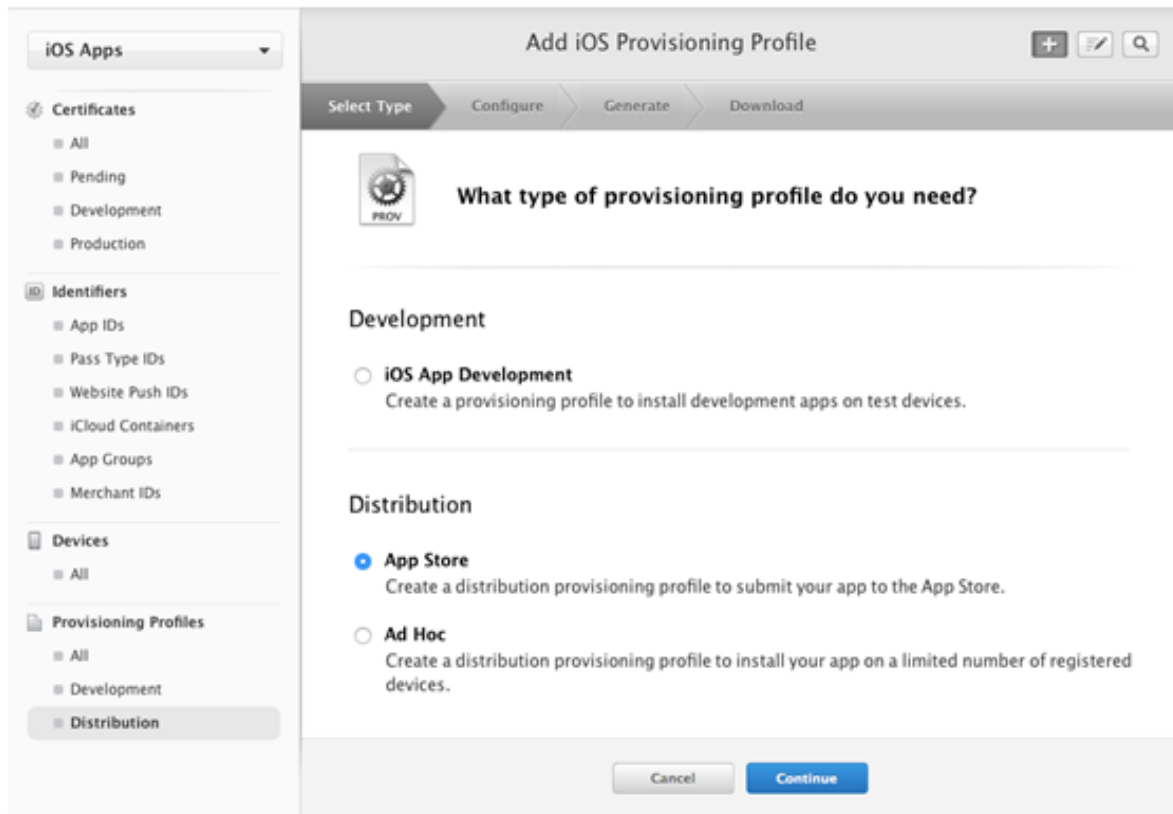 iOS Apps
Certificates
All
Pending
Development
Production
ID Identifiers
App IDs
Pass Type IDs
Website Push IDs
iCloud Containers
App Groups
Merchant IDs
Devices
All
Provisioning Profiles
All
Development
Distribution
Add iOS Provisioning Profile
Select Type Configure Generate Download
PROV
What type of provisioning profile do you need?
Development
iOS App Development
Create a provisioning profile to install development apps on test devices.
Distribution
App Store
Create a distribution provisioning profile to submit your app to the App Store.
Ad Hoc
Create a distribution provisioning profile to install your app on a limited number of registered
devices.
Cancel Continue